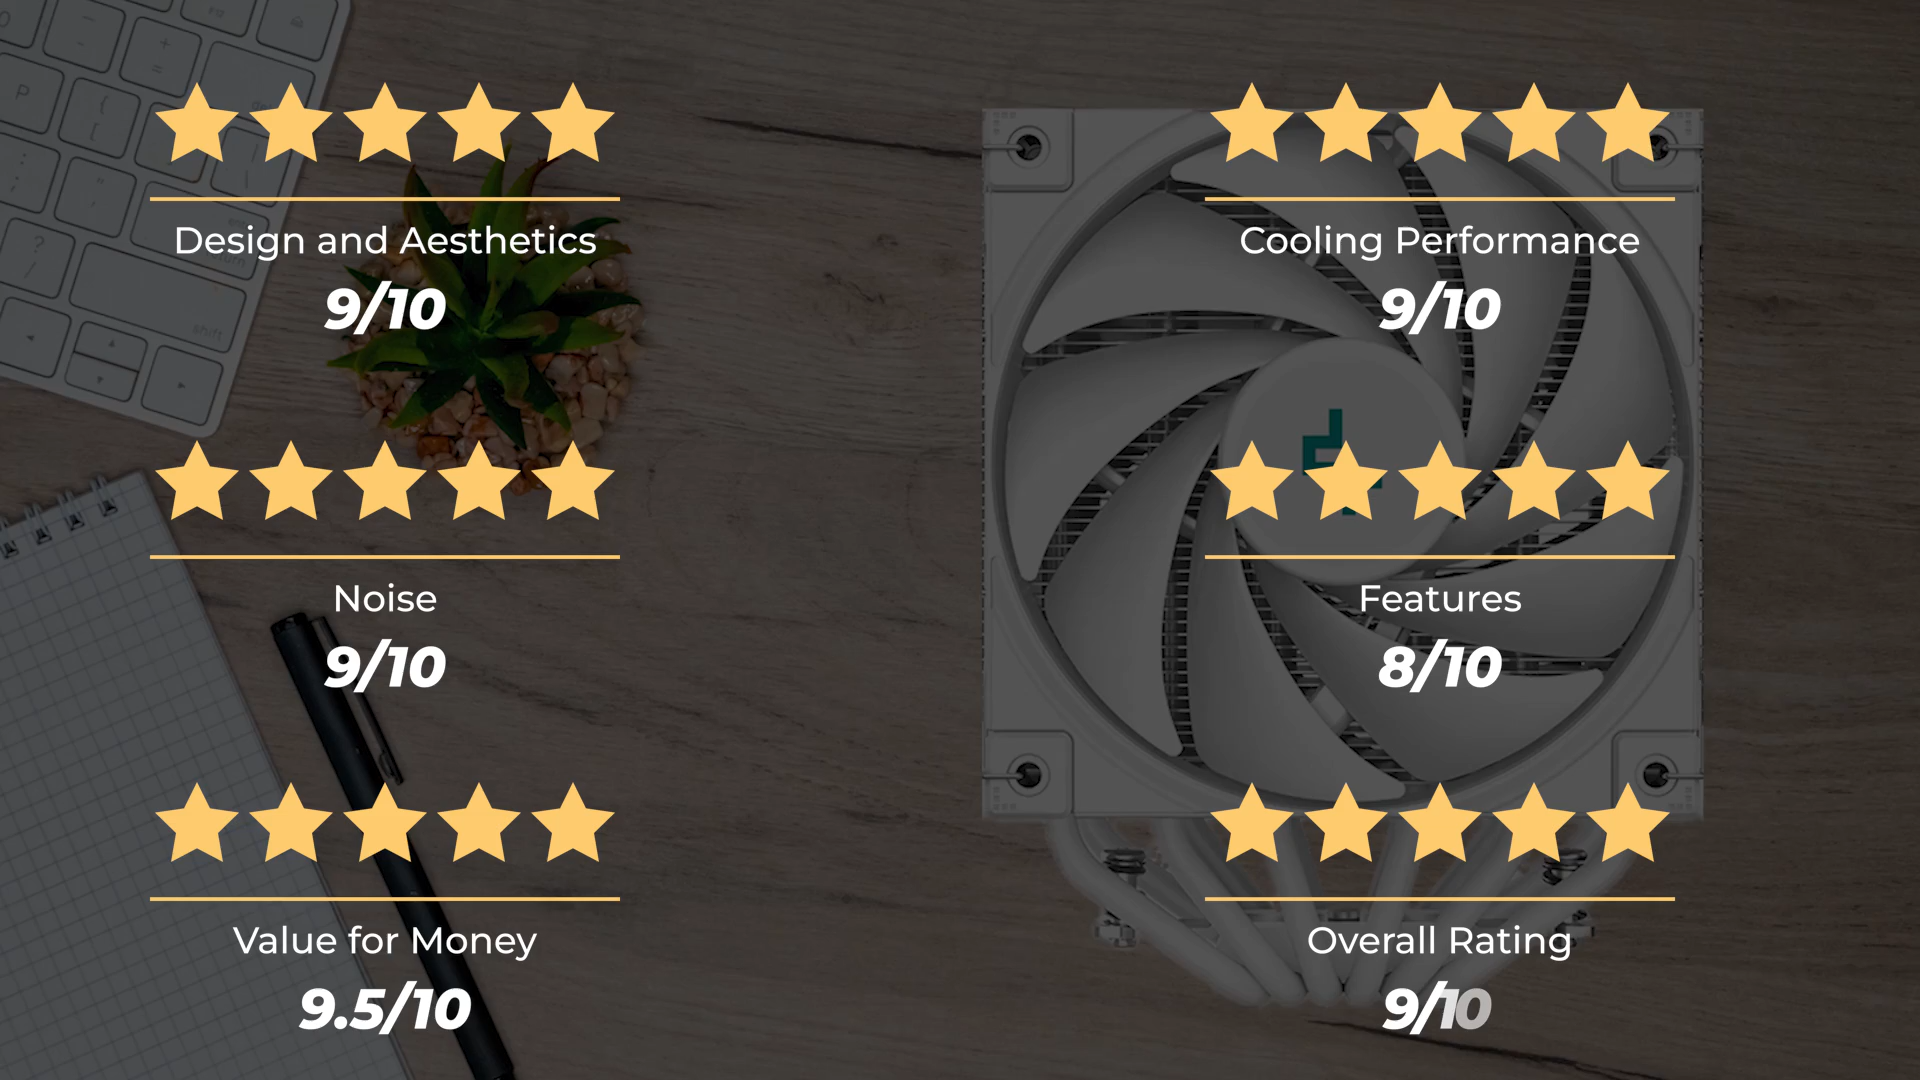 Design and Aesthetics
9/10
Cooling Performance
9/10
Noise
9/10
Features
8/10
Value for Money
9.5/10
Overall Rating
9/10
P
shift